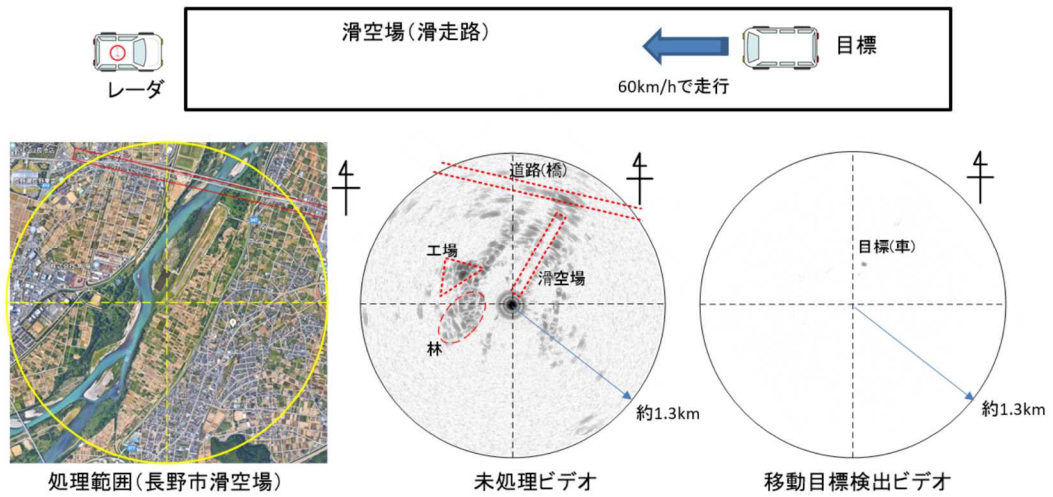 滑空場(滑走路)
目標
レーダ
60km/hで走行
道路(橋)
工場
滑空場
林
約1.3km
目標(車)
約1.3km
処理範囲(長野市滑空場)
未処理ビデオ
移動目標検出ビデオ